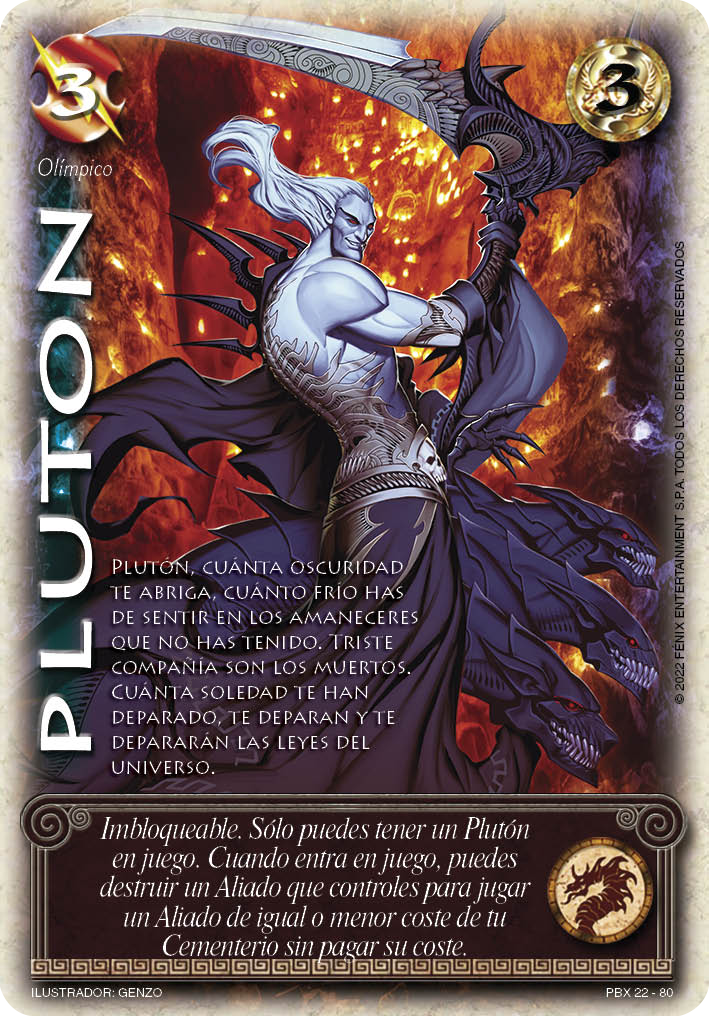 3
3
Olímpico
PLUTON
© 2022 FÉNIX ENTERTAINMENT S.P.A. TODOS LOS DERECHOS RESERVADOS
Plutón, cuánta oscuridad
te abriga, cuánto frío has
de sentir en los amaneceres
que no has tenido. Triste
compañía son los muertos.
Cuánta soledad te han
deparado, te deparan y te
depararán las leyes del
universo.
Imbloqueable. Sólo puedes tener un Plutón
en juego. Cuando entra en juego, puedes
destruir un Aliado que controles para jugar
un Aliado de igual o menor coste de tu
Cementerio sin pagar su coste.
ILUSTRADOR: GENZO
PBX 22 - 80